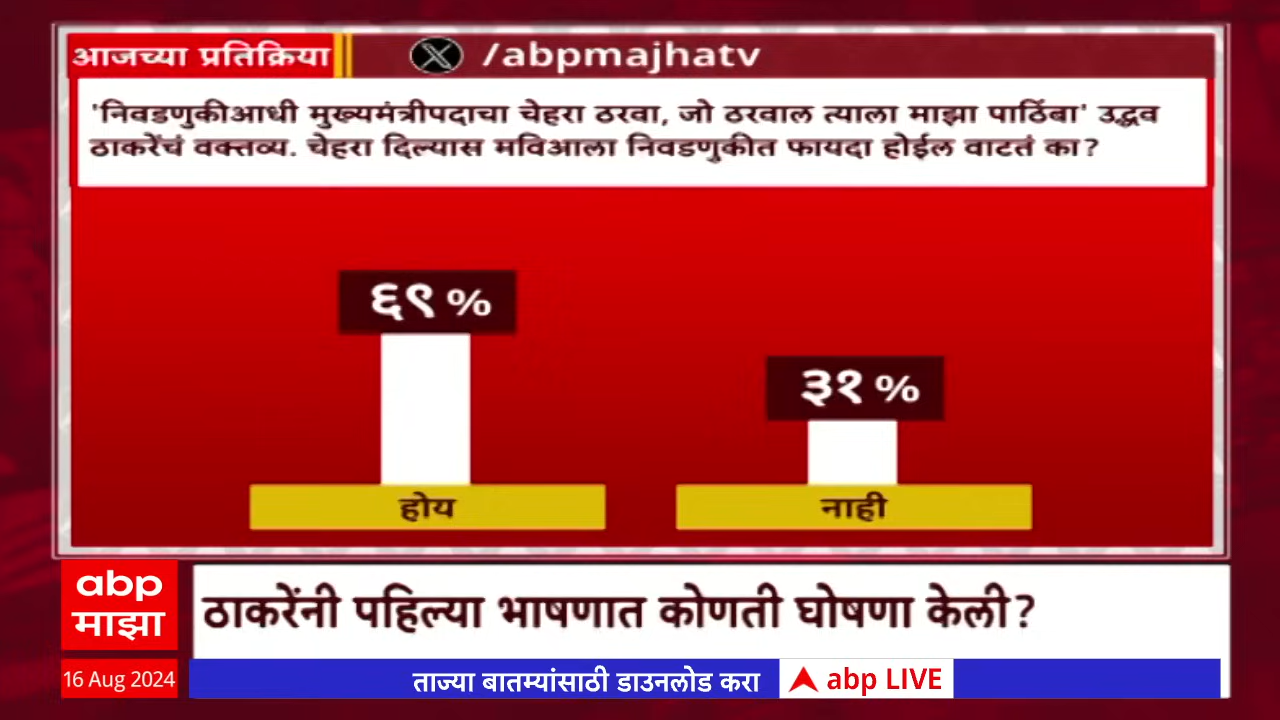 आजच्या प्रतिक्रिया
/abpmajhatv
'निवडणुकीआधी मुख्यमंत्रीपदाचा चेहरा ठरवा, जो ठरवाल त्याला माझा पाठिंबा' उद्धव
ठाकरेंचं वक्तव्य. चेहरा दिल्यास मविआला निवडणुकीत फायदा होईल वाटतं का?
६९ %
३१ %
होय
नाही
abp
माझा
ठाकरेंनी पहिल्या भाषणात कोणती घोषणा केली?
16 Aug 2024
ताज्या बातम्यांसाठी डाउनलोड करा
abp LIVE